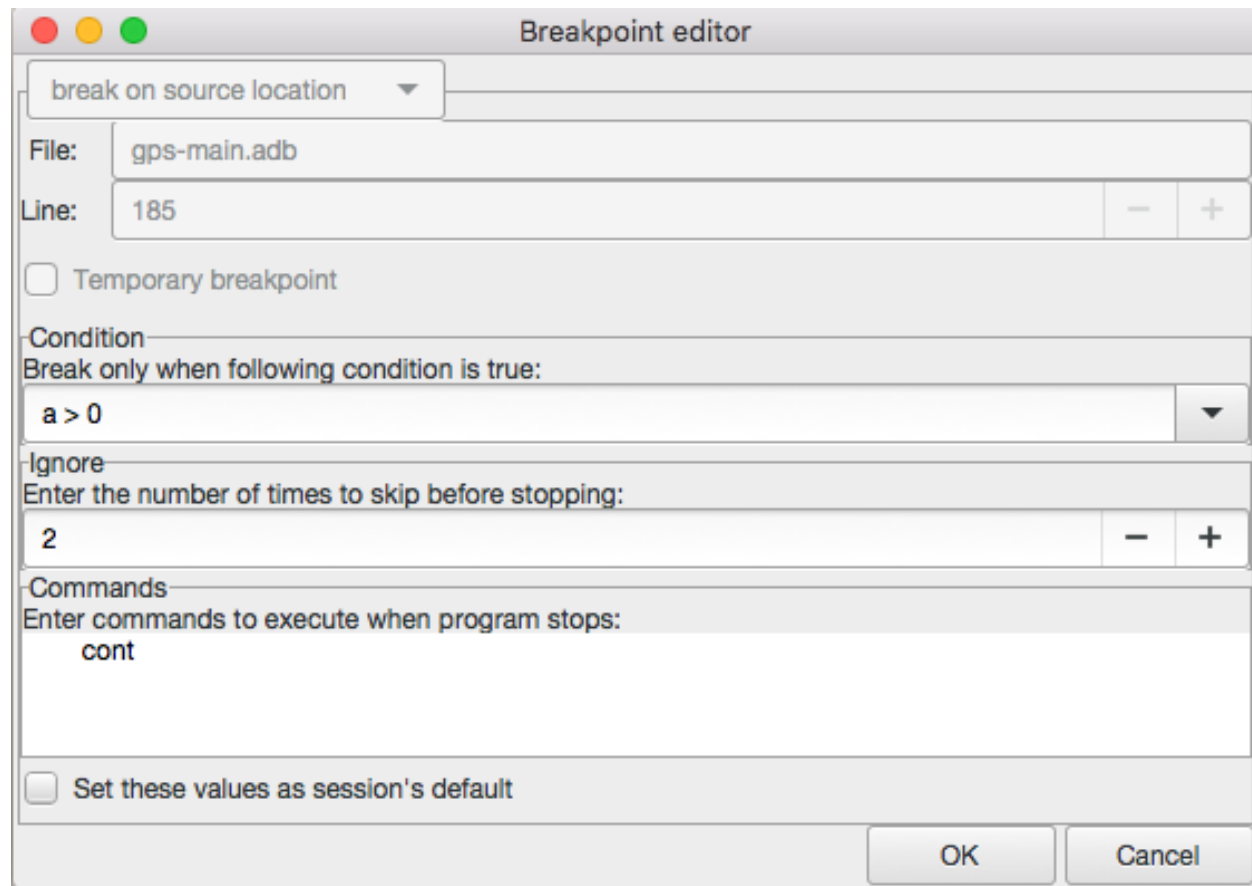 Breakpoint editor
break on source location
File: gps-main.adb
Line: 185 − +
Temporary breakpoint
Condition
Break only when following condition is true:
a > 0
Ignore
Enter the number of times to skip before stopping:
2 − +
Commands
Enter commands to execute when program stops:
cont
Set these values as session's default
OK Cancel